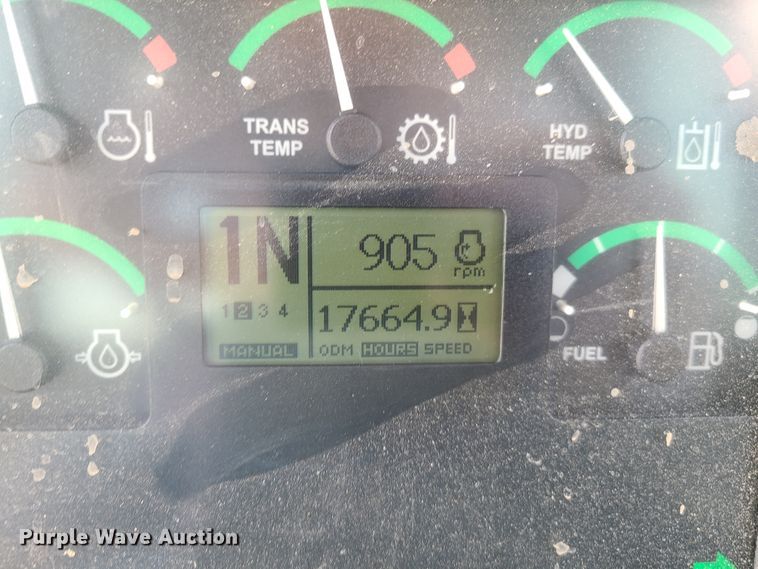 TRANS
TEMP
HYD
TEMP
1N
905
rpm
1 2 3 4
17664.9
MANUAL
ODM HOURS SPEED
FUEL
Purple Wave Auction